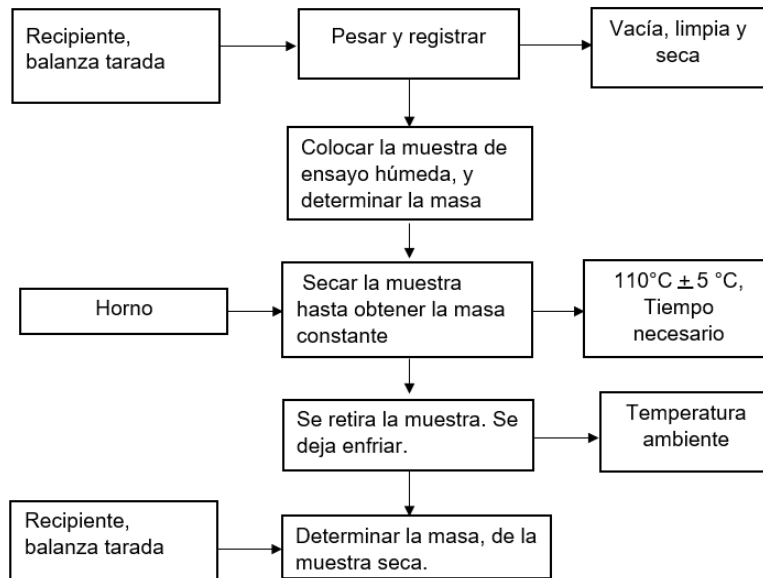 Recipiente,
balanza tarada
Pesar y registrar
Vacía, limpia y
seca
Colocar la muestra de
ensayo húmeda, y
determinar la masa
Horno
Secar la muestra
hasta obtener la masa
constante
110°C ± 5 °C,
Tiempo
necesario
Se retira la muestra. Se
deja enfriar.
Temperatura
ambiente
Recipiente,
balanza tarada
Determinar la masa, de la
muestra seca.